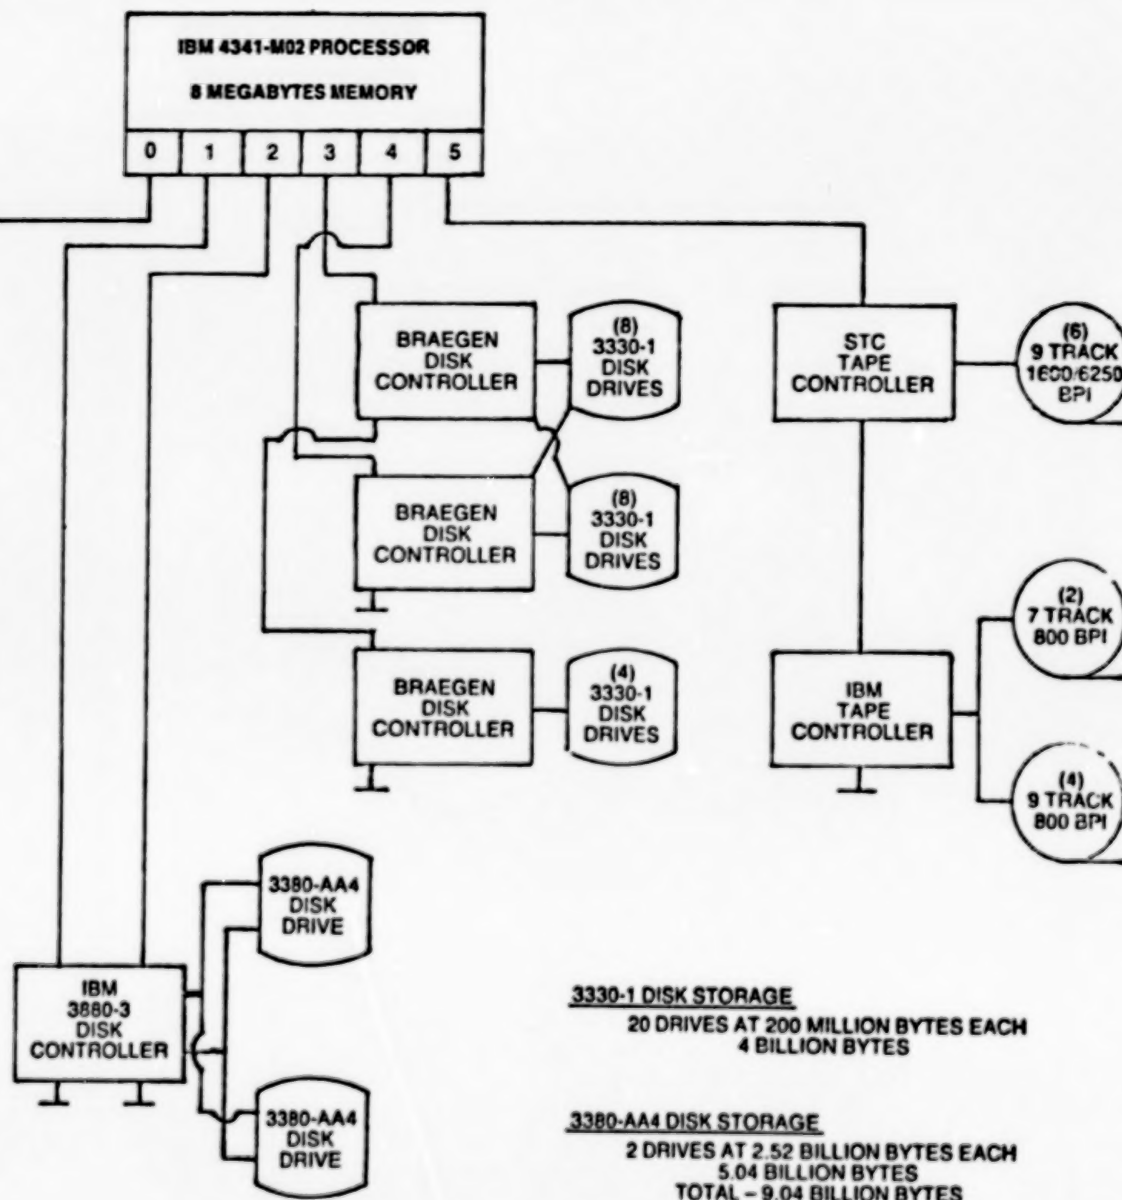 IBM 4341-M02 PROCESSOR
8 MEGABYTES MEMORY
0 1 2 3 4 5
BRAEGEN
DISK
CONTROLLER
(8)
3330-1
DISK
DRIVES
STC
TAPE
CONTROLLER
(6)
9 TRACK
1600/6250
BPI
BRAEGEN
DISK
CONTROLLER
(8)
3330-1
DISK
DRIVES
(2)
7 TRACK
800 BPI
BRAEGEN
DISK
CONTROLLER
(4)
3330-1
DISK
DRIVES
IBM
TAPE
CONTROLLER
(4)
9 TRACK
800 BPI
3380-AA4
DISK
DRIVE
IBM
3880-3
DISK
CONTROLLER
3380-AA4
DISK
DRIVE
3330-1 DISK STORAGE
20 DRIVES AT 200 MILLION BYTES EACH
4 BILLION BYTES
3380-AA4 DISK STORAGE
2 DRIVES AT 2.52 BILLION BYTES EACH
5.04 BILLION BYTES
TOTAL – 9.04 BILLION BYTES